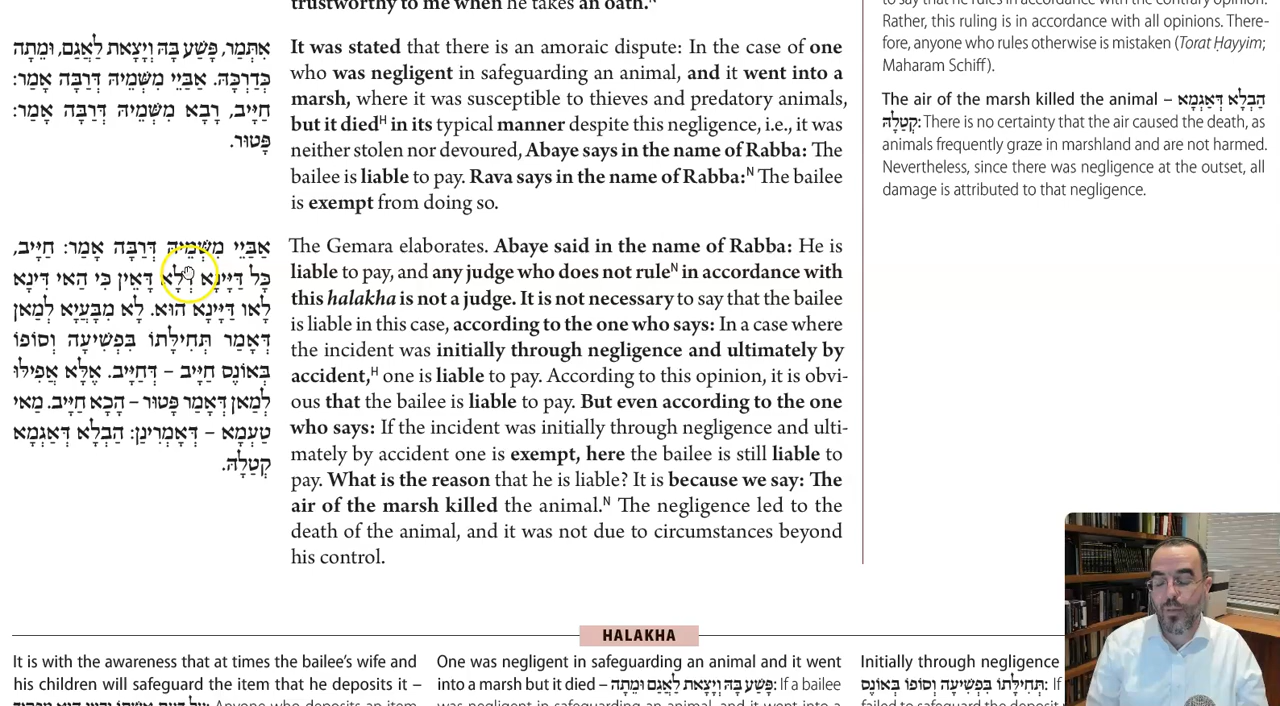 trustworthy to me when he takes an oath.ᴺ
אִתְּמַר, פָּשַׁע בָּהּ וְיָצָאת לַאֲגַם, וּמֵתָה
כְּדַרְכָּהּ. אַבַּיֵי מִשְּׁמֵיהּ דְּרַבָּה אָמַר:
חַיָּיב, רָבָא מִשְּׁמֵיהּ דְּרַבָּה אָמַר:
פָּטוּר.
It was stated that there is an amoraic dispute: In the case of one
who was negligent in safeguarding an animal, and it went into a
marsh, where it was susceptible to thieves and predatory animals,
but it diedᴴ in its typical manner despite this negligence, i.e., it was
neither stolen nor devoured, Abaye says in the name of Rabba: The
bailee is liable to pay. Rava says in the name of Rabba:ᴺ The bailee
is exempt from doing so.
אַבַּיֵי מִשְּׁמֵיהּ דְּרַבָּה אָמַר: חַיָּיב,
כָּל דַּיָּינָא דְּלָא דָּאֵין כִּי הַאי דִּינָא
לָאו דַּיָּינָא הוּא. לָא מִבָּעֲיָא לְמַאן
דְּאָמַר תְּחִילָּתוֹ בִּפְשִׁיעָה וְסוֹפוֹ
בְּאוֹנֶס חַיָּיב – דְּחַיָּיב. אֶלָּא אֲפִילּוּ
לְמַאן דְּאָמַר פָּטוּר – הָכָא חַיָּיב. מַאי
טַעְמָא – דְּאָמְרִינַן: הַבְלָא דְּאַגְמָא
קְטַלַהּ.
The Gemara elaborates. Abaye said in the name of Rabba: He is
liable to pay, and any judge who does not ruleᴺ in accordance with
this halakha is not a judge. It is not necessary to say that the bailee
is liable in this case, according to the one who says: In a case where
the incident was initially through negligence and ultimately by
accident,ᴴ one is liable to pay. According to this opinion, it is obvi-
ous that the bailee is liable to pay. But even according to the one
who says: If the incident was initially through negligence and ulti-
mately by accident one is exempt, here the bailee is still liable to
pay. What is the reason that he is liable? It is because we say: The
air of the marsh killed the animal.ᴺ The negligence led to the
death of the animal, and it was not due to circumstances beyond
his control.
to say that he rules in accordance with the contrary opinion.
Rather, this ruling is in accordance with all opinions. There-
fore, anyone who rules otherwise is mistaken (Torat Ḥayyim;
Maharam Schiff).
The air of the marsh killed the animal – הַבְלָא דְּאַגְמָא
קְטַלַהּ: There is no certainty that the air caused the death, as
animals frequently graze in marshland and are not harmed.
Nevertheless, since there was negligence at the outset, all
damage is attributed to that negligence.
HALAKHA
It is with the awareness that at times the bailee's wife and
his children will safeguard the item that he deposits it –
Anyone who deposits an item
One was negligent in safeguarding an animal and it went
into a marsh but it died – פָּשַׁע בָּהּ וְיָצָאת לַאֲגַם וּמֵתָה: If a bailee
was negligent in safeguarding an animal, and it went into a
Initially through negligence
תְּחִילָּתוֹ בִּפְשִׁיעָה וְסוֹפוֹ בְּאוֹנֶס: If
failed to safeguard the deposit